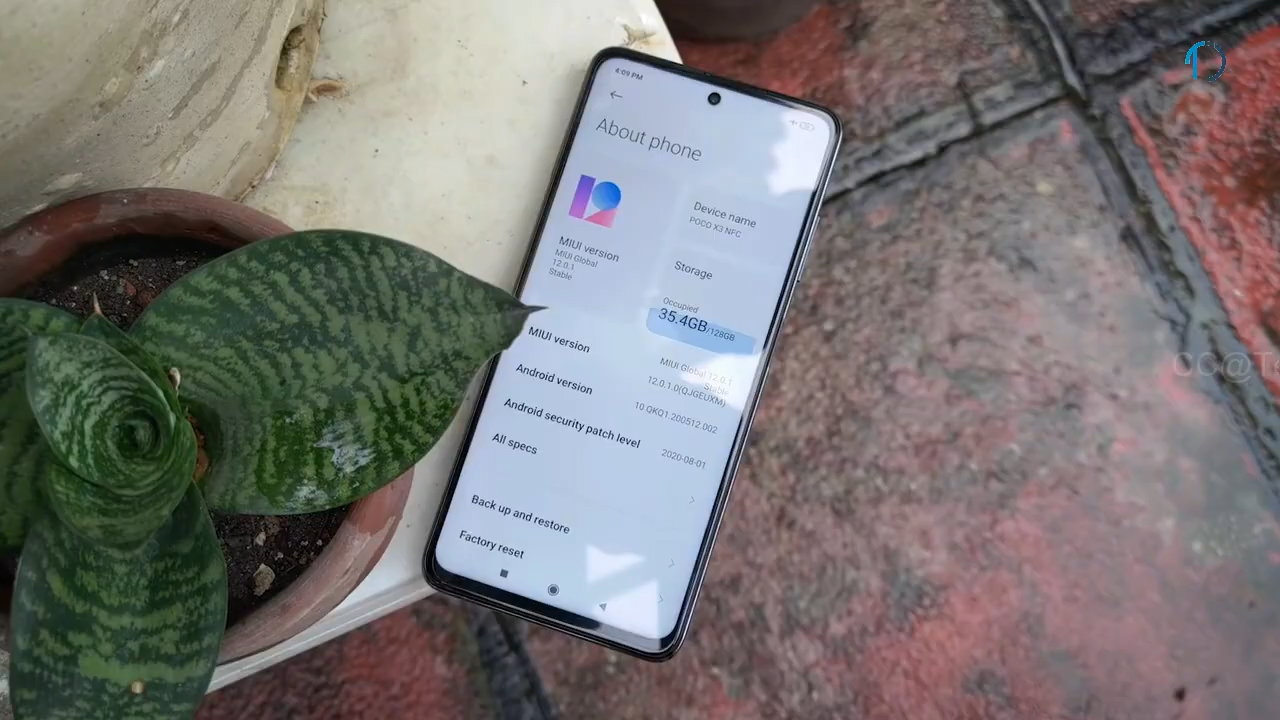 4:09 PM
About phone
MIUI version
MIUI Global
12.0.1
Stable
Device name
POCO X3 NFC
Storage
Occupied
35.4GB/128GB
MIUI version
MIUI Global 12.0.1
Stable
12.0.1.0(QJGEUXM)
Android version
10 QKQ1.200512.002
Android security patch level
2020-08-01
All specs
Back up and restore
Factory reset